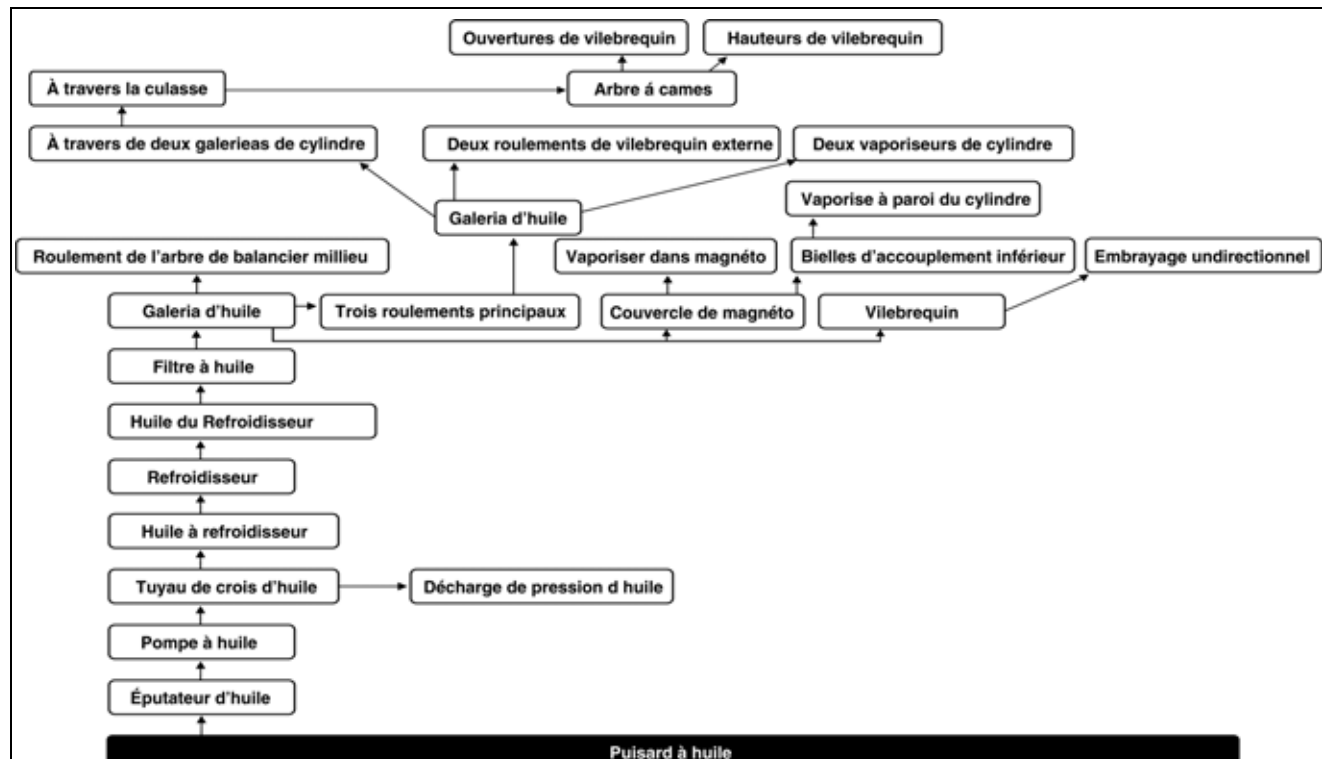 Ouvertures de vilebrequin
Hauteurs de vilebrequin
À travers la culasse
Arbre á cames
À travers de deux galerieas de cylindre
Deux roulements de vilebrequin externe
Deux vaporiseurs de cylindre
Vaporise à paroi du cylindre
Galeria d'huile
Roulement de l'arbre de balancier millieu
Vaporiser dans magnéto
Bielles d'accouplement inférieur
Embrayage undirectionnel
Galeria d'huile
Trois roulements principaux
Couvercle de magnéto
Vilebrequin
Filtre à huile
Huile du Refroidisseur
Refroidisseur
Huile à refroidisseur
Tuyau de crois d'huile
Décharge de pression d huile
Pompe à huile
Éputateur d'huile
Puisard à huile